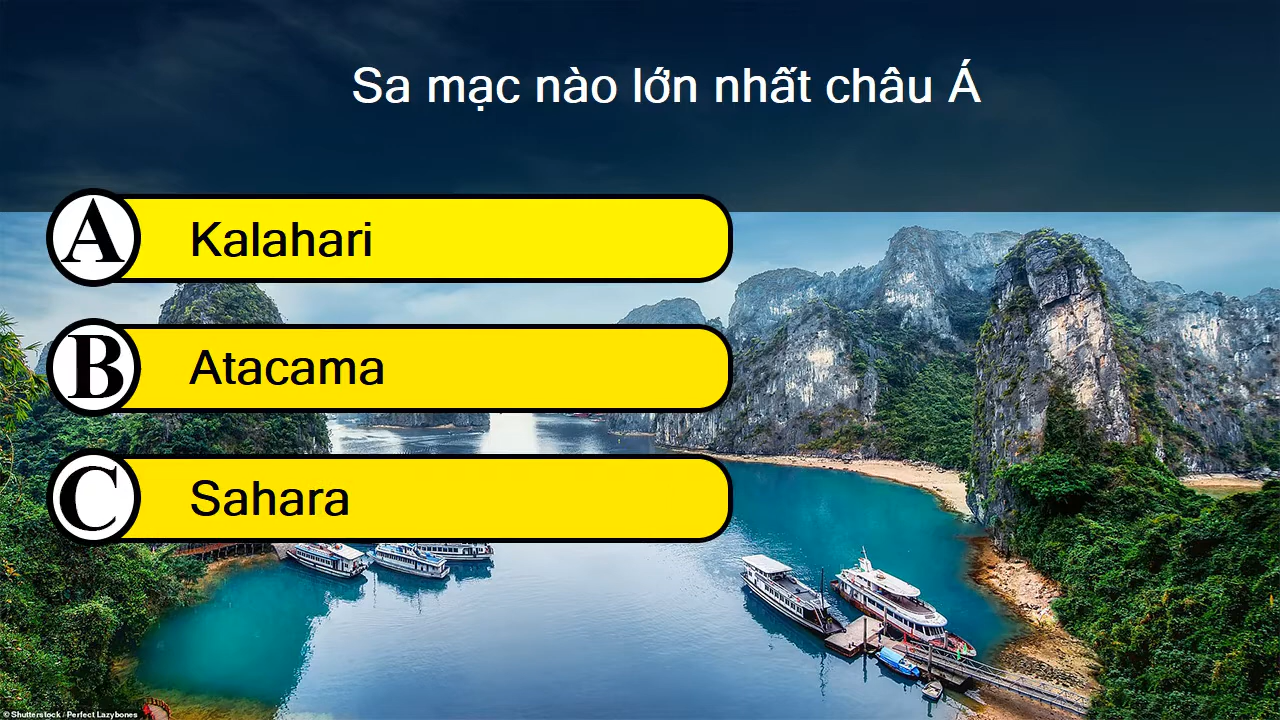 Sa mạc nào lớn nhất châu Á
A Kalahari
B Atacama
C Sahara
© Shutterstock / Perfect Lazybones